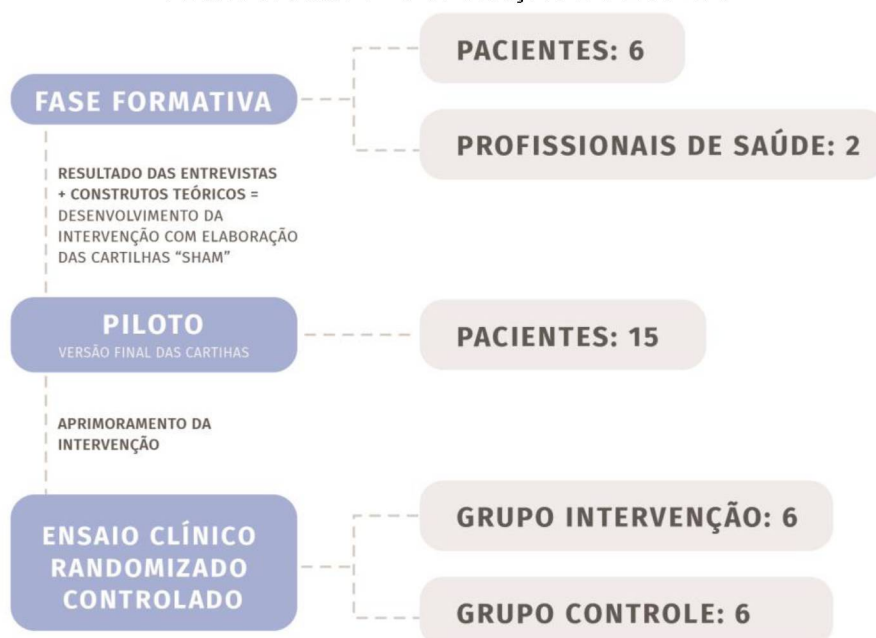 PACIENTES: 6
FASE FORMATIVA
PROFISSIONAIS DE SAÚDE: 2
RESULTADO DAS ENTREVISTAS
+ CONSTRUTOS TEÓRICOS =
DESENVOLVIMENTO DA
INTERVENÇÃO COM ELABORAÇÃO
DAS CARTILHAS “SHAM”
PILOTO
VERSÃO FINAL DAS CARTIHAS
PACIENTES: 15
APRIMORAMENTO DA
INTERVENÇÃO
ENSAIO CLÍNICO
RANDOMIZADO
CONTROLADO
GRUPO INTERVENÇÃO: 6
GRUPO CONTROLE: 6